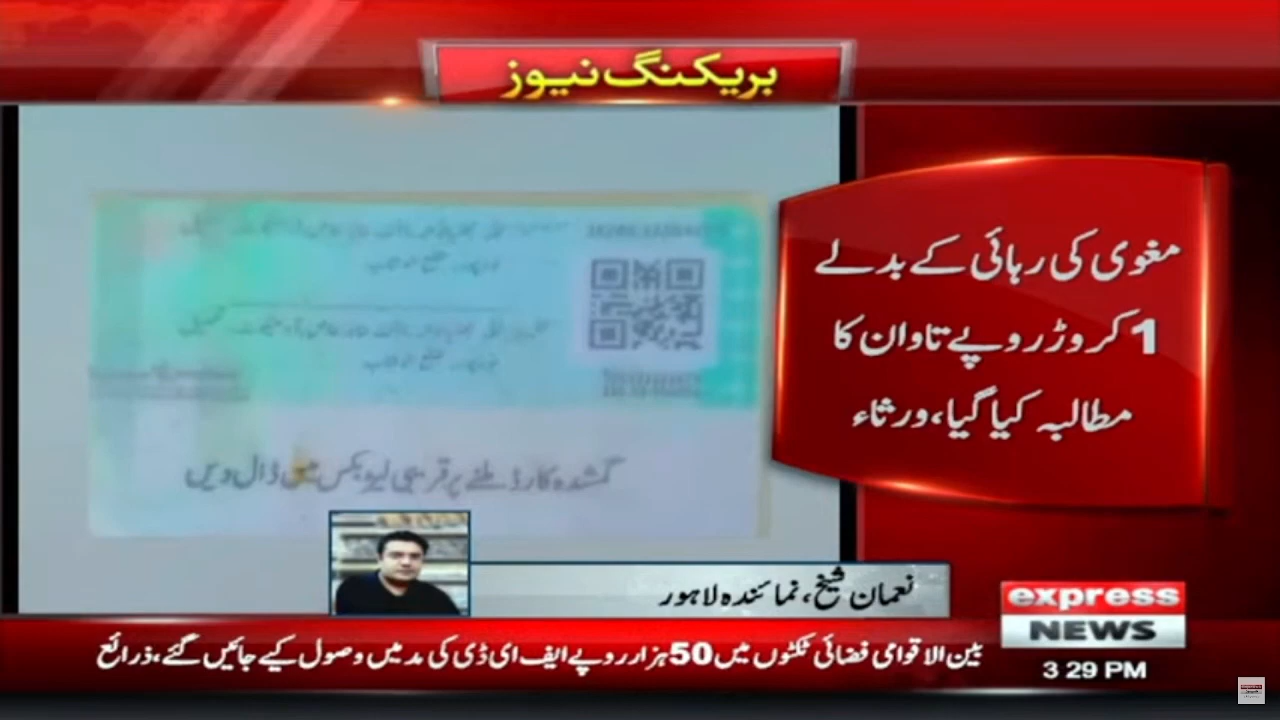 بریکنگ نیوز
مغوی کی رہائی کے بدلے
1 کروڑ روپے تاوان کا
مطالبہ کیا گیا، ورثاء
گمشدہ کارڈ ملنے پر قریبی لیٹر بکس میں ڈال دیں
نعمان شیخ، نمائندہ لاہور
express
NEWS
بین الاقوامی فضائی ٹکٹوں میں 50 ہزار روپے ایف ای ڈی کی مد میں وصول کیے جائیں گئے، ذرائع
3 29 PM